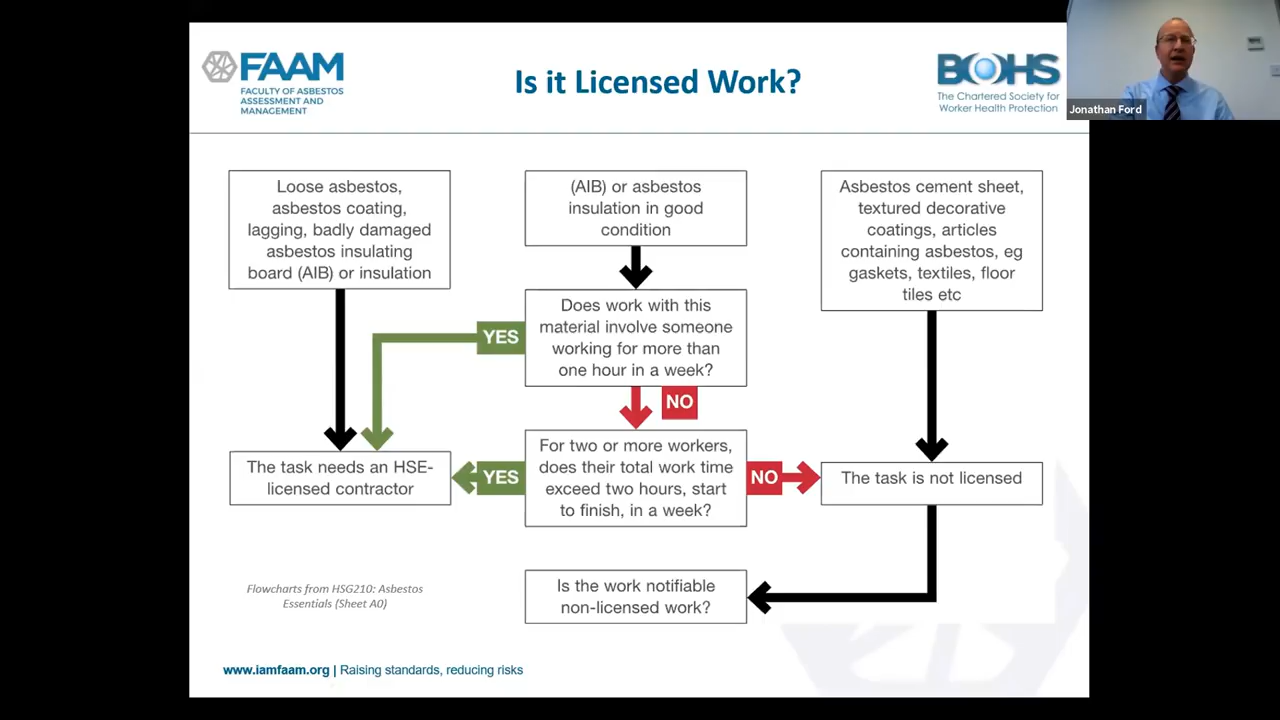 FAAM
FACULTY OF ASBESTOS
ASSESSMENT AND
MANAGEMENT
Is it Licensed Work?
BOHS
The Chartered Society for
Worker Health Protection
Jonathan Ford
Loose asbestos,
asbestos coating,
lagging, badly damaged
asbestos insulating
board (AIB) or insulation
(AIB) or asbestos
insulation in good
condition
Asbestos cement sheet,
textured decorative
coatings, articles
containing asbestos, eg
gaskets, textiles, floor
tiles etc
YES
Does work with this
material involve someone
working for more than
one hour in a week?
NO
The task needs an HSE-
licensed contractor
YES
For two or more workers,
does their total work time
exceed two hours, start
to finish, in a week?
NO
The task is not licensed
Flowcharts from HSG210: Asbestos
Essentials (Sheet A0)
Is the work notifiable
non-licensed work?
www.iamfaam.org | Raising standards, reducing risks